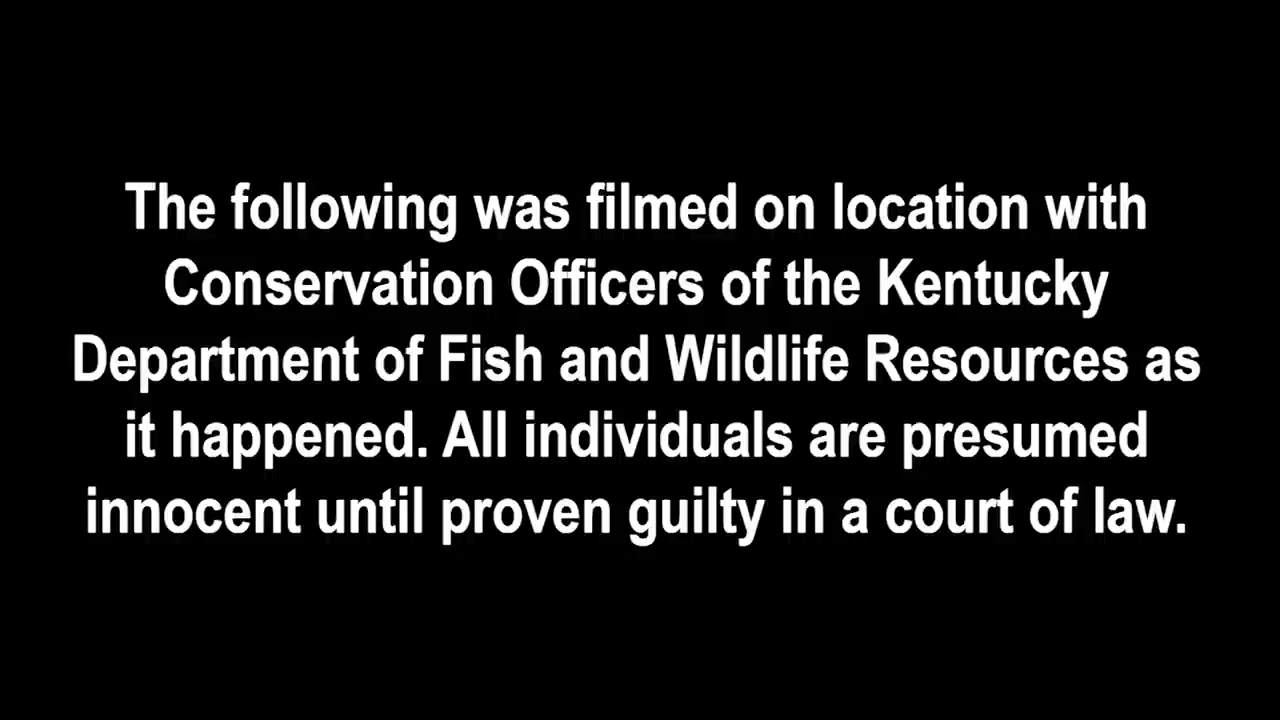 The following was filmed on location with
Conservation Officers of the Kentucky
Department of Fish and Wildlife Resources as
it happened. All individuals are presumed
innocent until proven guilty in a court of law.